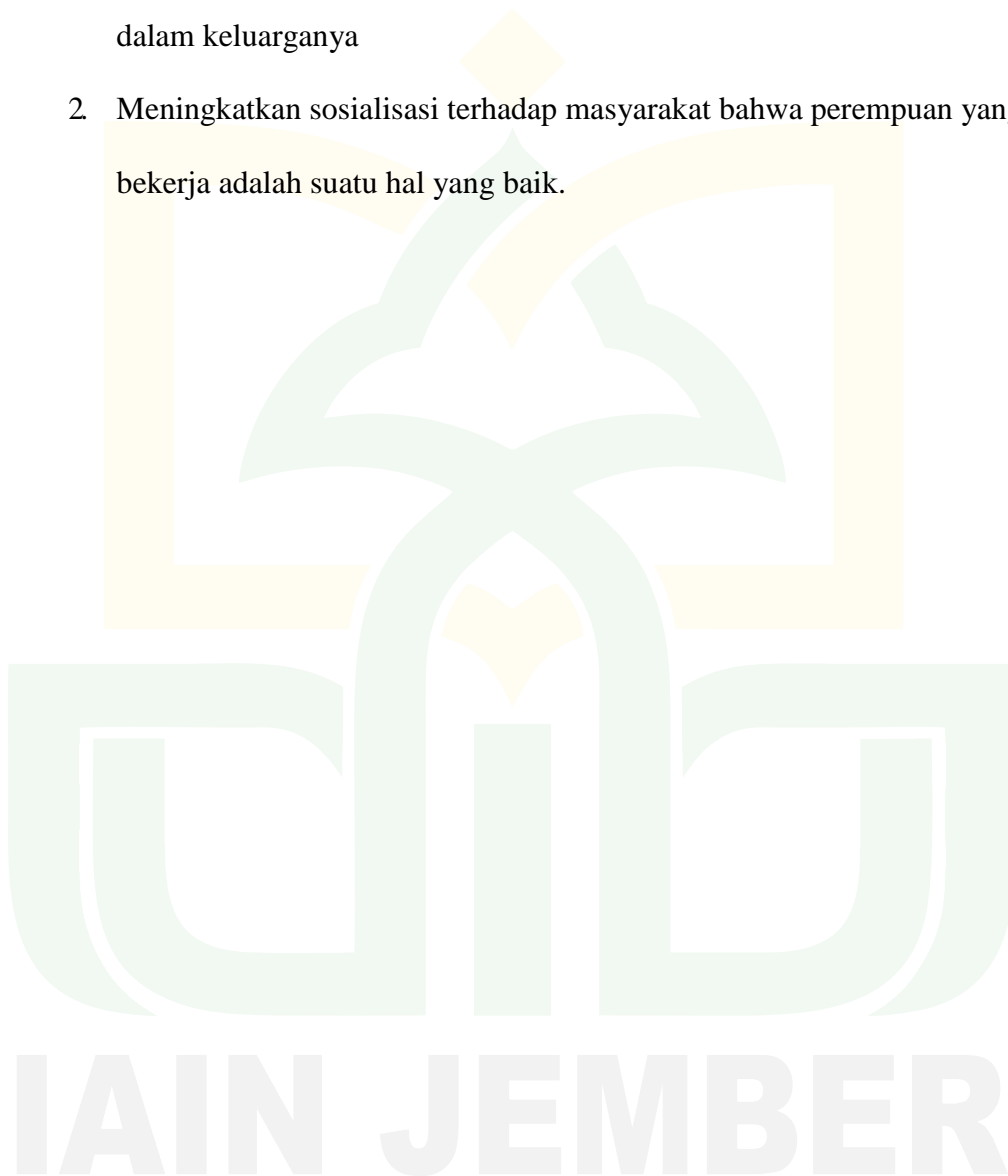 dalam keluarganya
2. Meningkatkan sosialisasi terhadap masyarakat bahwa perempuan yan
bekerja adalah suatu hal yang baik.
IAIN JEMBER